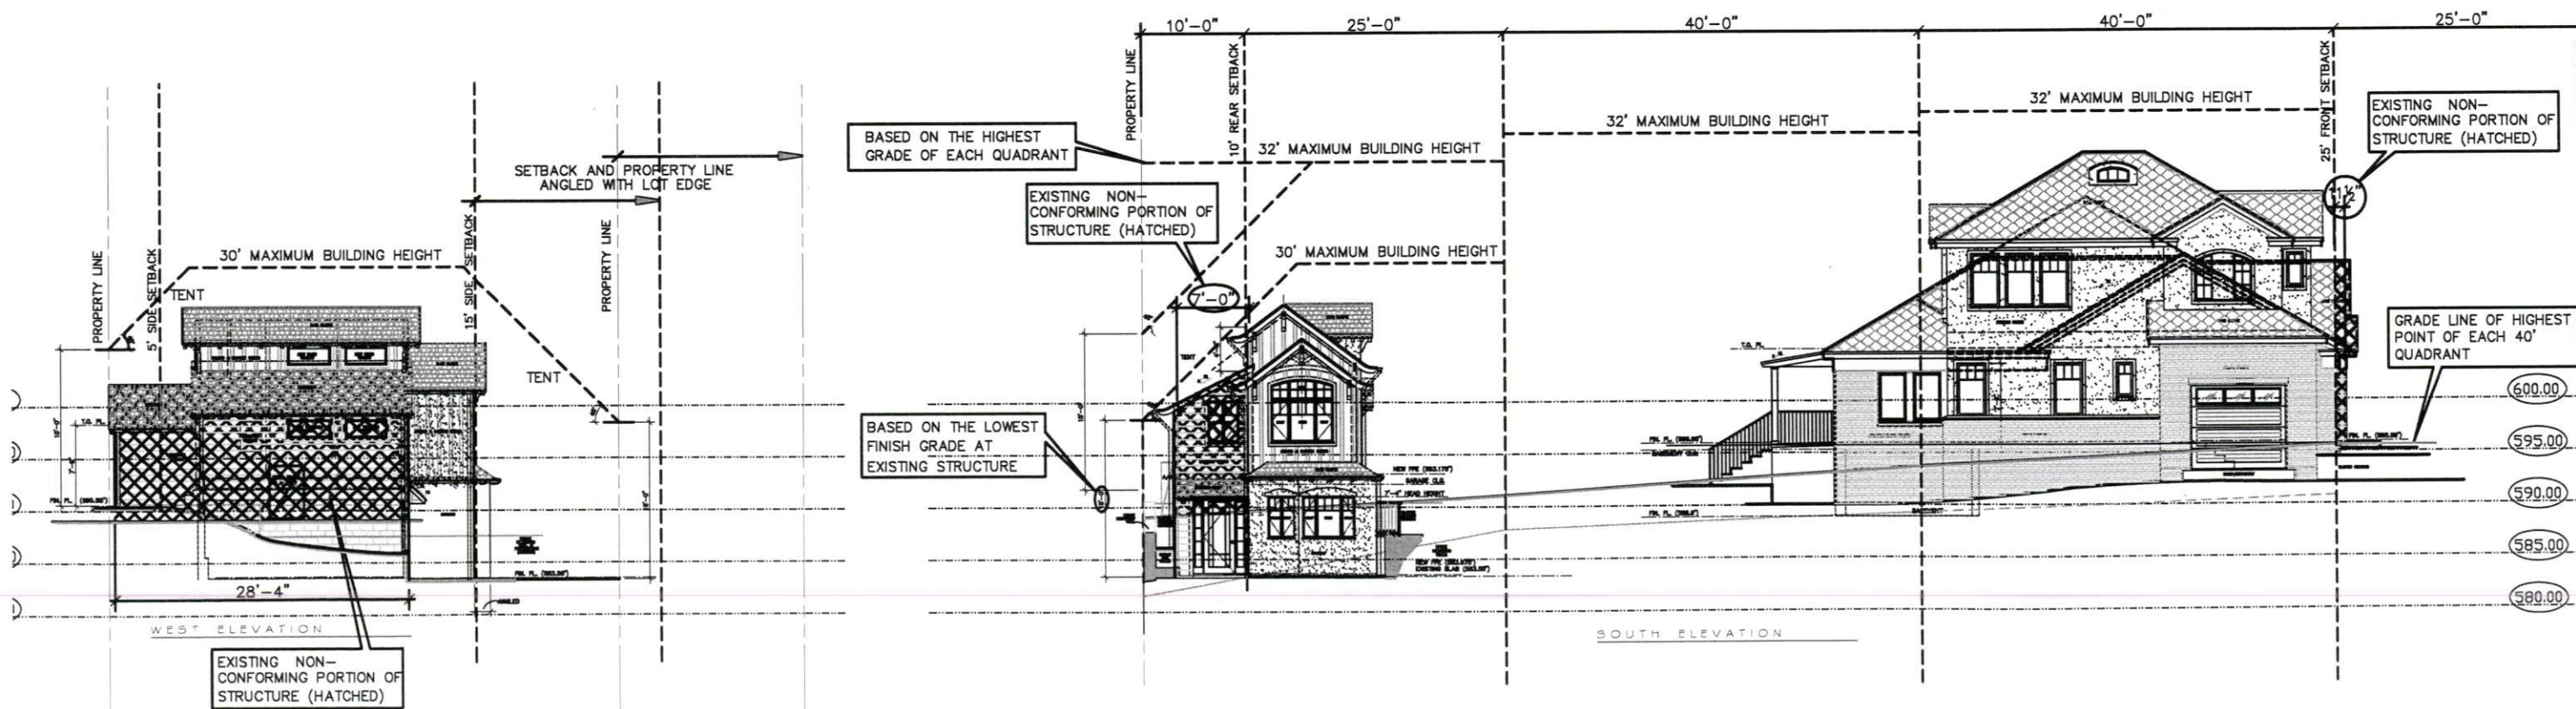 PROPERTY LINE
5' SIDE SETBACK
30' MAXIMUM BUILDING HEIGHT
TENT
SETBACK AND PROPERTY LINE
ANGLED WITH LOT EDGE
15' SIDE SETBACK
PROPERTY LINE
TENT
28'-4"
ANGLED
WEST ELEVATION
EXISTING NON-
CONFORMING PORTION OF
STRUCTURE (HATCHED)
10'-0"
25'-0"
40'-0"
40'-0"
25'-0"
PROPERTY LINE
10' REAR SETBACK
BASED ON THE HIGHEST
GRADE OF EACH QUADRANT
32' MAXIMUM BUILDING HEIGHT
32' MAXIMUM BUILDING HEIGHT
32' MAXIMUM BUILDING HEIGHT
25' FRONT SETBACK
EXISTING NON-
CONFORMING PORTION OF
STRUCTURE (HATCHED)
EXISTING NON-
CONFORMING PORTION OF
STRUCTURE (HATCHED)
30' MAXIMUM BUILDING HEIGHT
7'-0"
TENT
GRADE LINE OF HIGHEST
POINT OF EACH 40'
QUADRANT
BASED ON THE LOWEST
FINISH GRADE AT
EXISTING STRUCTURE
T.O. PL.
600.00
595.00
590.00
585.00
580.00
BASEMENT
SOUTH ELEVATION